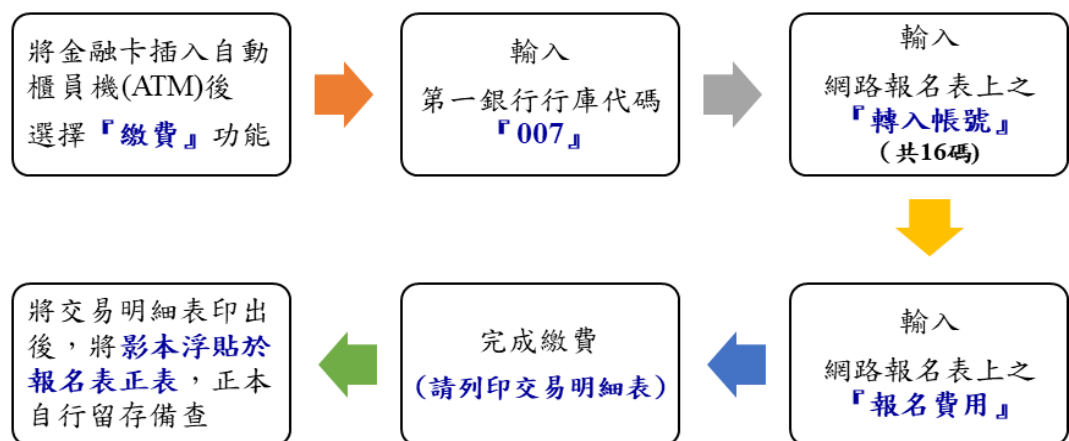 將金融卡插入自動
櫃員機(ATM)後
選擇『繳費』功能
輸入
第一銀行行庫代碼
『007』
輸入
網路報名表上之
『轉入帳號』
(共16碼)
輸入
網路報名表上之
『報名費用』
完成繳費
(請列印交易明細表)
將交易明細表印出
後，將影本浮貼於
報名表正表，正本
自行留存備查